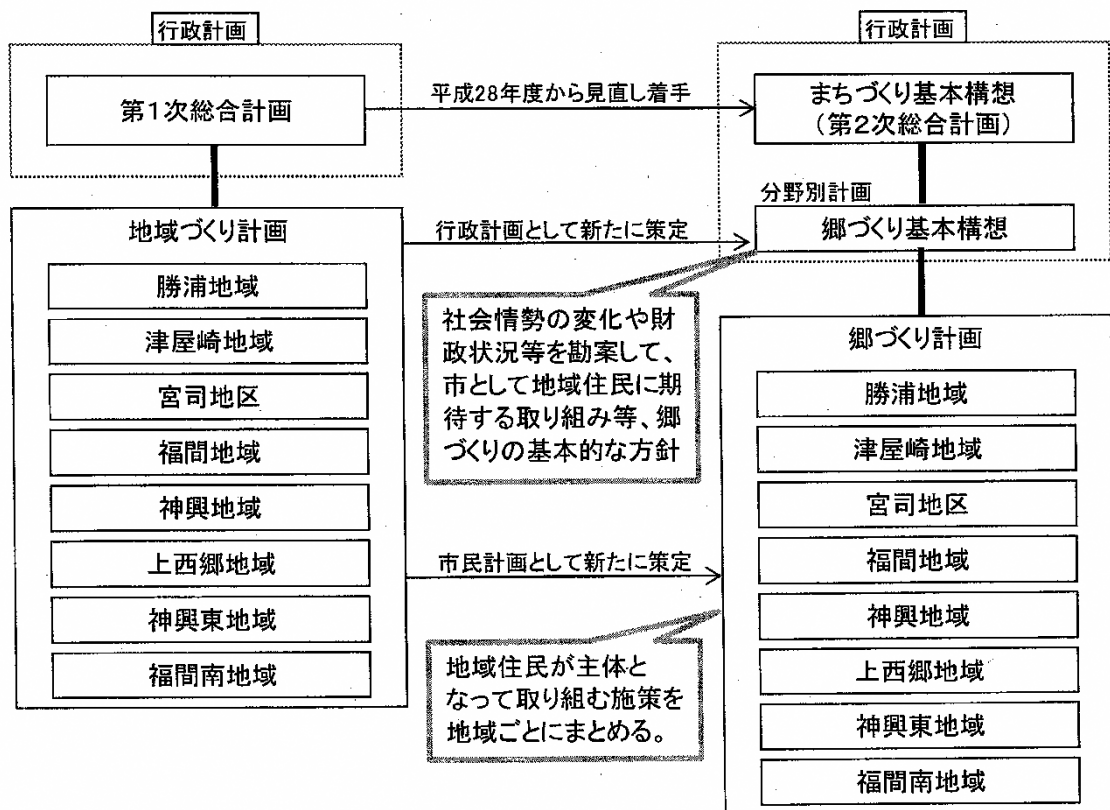 行政計画
第1次総合計画
地域づくり計画
勝浦地域
津屋崎地域
宮司地区
福間地域
神興地域
上西郷地域
神興東地域
福間南地域
平成28年度から見直し着手
行政計画として新たに策定
社会情勢の変化や財
政状況等を勘案して、
市として地域住民に期
待する取り組み等、郷
づくりの基本的な方針
市民計画として新たに策定
地域住民が主体と
なって取り組む施策を
地域ごとにまとめる。
行政計画
まちづくり基本構想
(第2次総合計画)
分野別計画
郷づくり基本構想
郷づくり計画
勝浦地域
津屋崎地域
宮司地区
福間地域
神興地域
上西郷地域
神興東地域
福間南地域